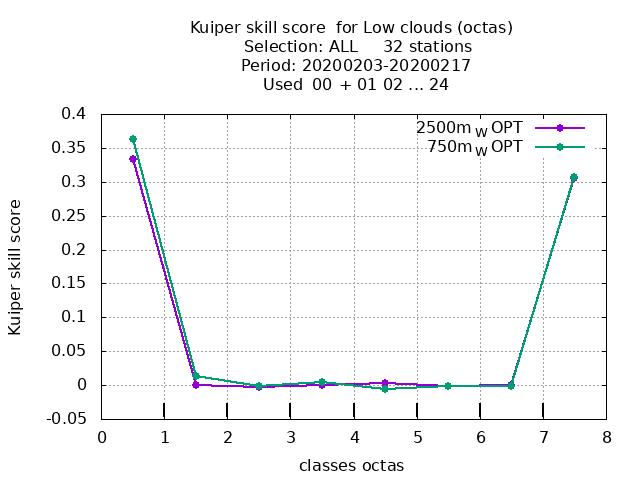 Kuiper skill score for Low clouds (octas)
Selection: ALL 32 stations
Period: 20200203-20200217
Used 00 + 01 02 ... 24
2500m W OPT
750m W OPT
0.4
0.35
0.3
0.25
0.2
0.15
0.1
0.05
0
-0.05
Kuiper skill score
0 1 2 3 4 5 6 7 8
classes octas